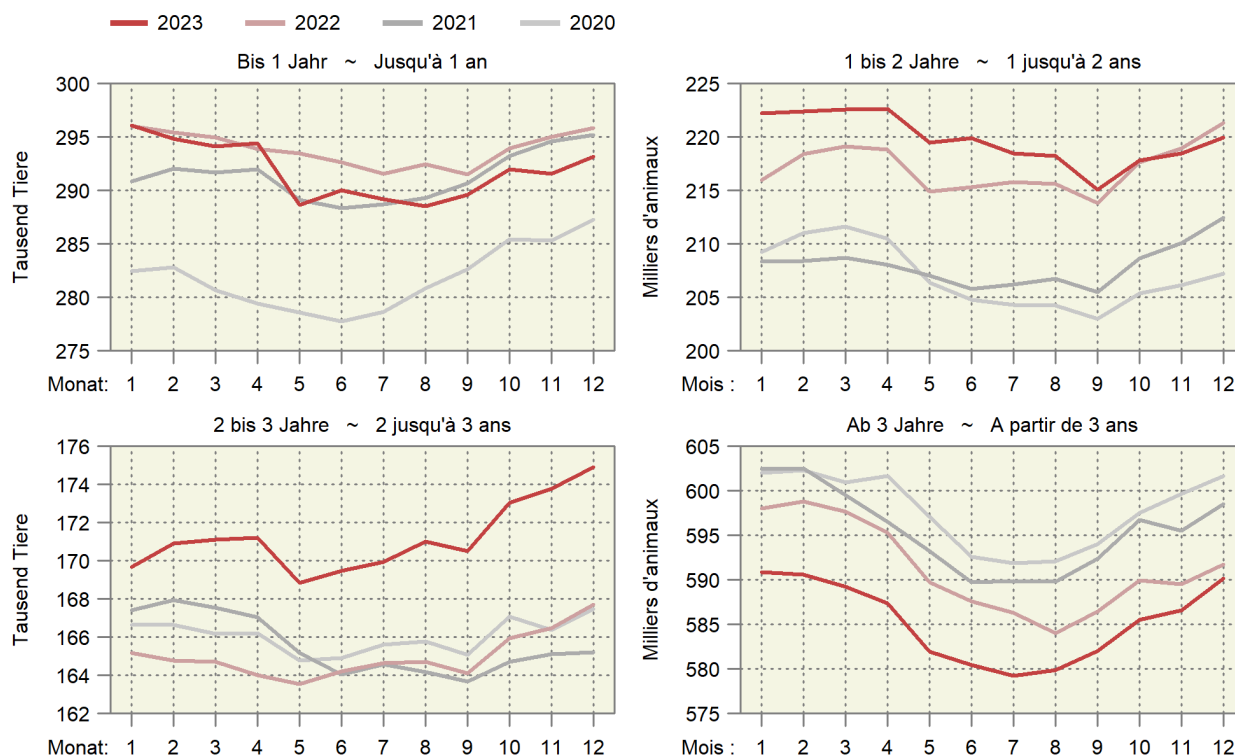 2023 2022 2021 2020
Bis 1 Jahr ~ Jusqu'à 1 an
Tausend Tiere
300
295
290
285
280
275
Monat: 1 2 3 4 5 6 7 8 9 10 11 12
1 bis 2 Jahre ~ 1 jusqu'à 2 ans
Milliers d'animaux
225
220
215
210
205
200
Mois : 1 2 3 4 5 6 7 8 9 10 11 12
2 bis 3 Jahre ~ 2 jusqu'à 3 ans
Tausend Tiere
176
174
172
170
168
166
164
162
Monat: 1 2 3 4 5 6 7 8 9 10 11 12
Ab 3 Jahre ~ A partir de 3 ans
Milliers d'animaux
605
600
595
590
585
580
575
Mois : 1 2 3 4 5 6 7 8 9 10 11 12